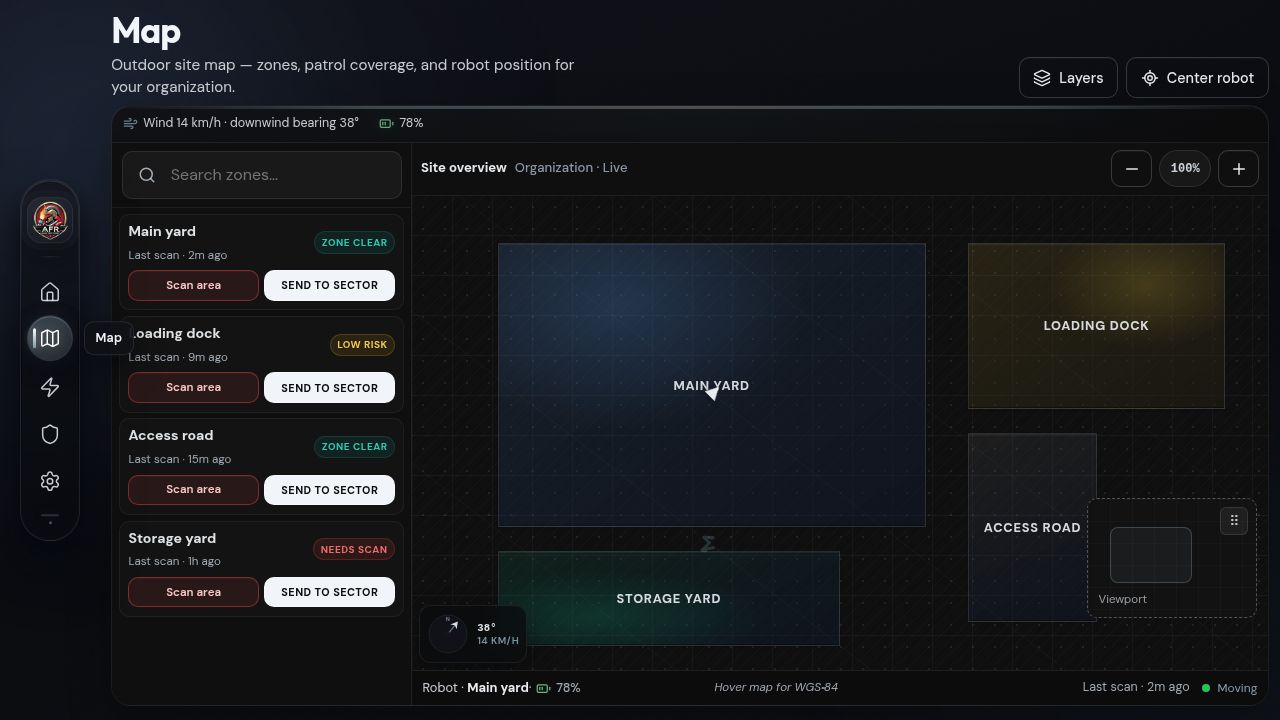 Map
Outdoor site map — zones, patrol coverage, and robot position for
your organization.
Layers
Center robot
Wind 14 km/h · downwind bearing 38°
78%
Search zones...
Site overview Organization · Live
100%
Main yard
Last scan · 2m ago
ZONE CLEAR
Scan area
SEND TO SECTOR
Loading dock
Last scan · 9m ago
LOW RISK
Scan area
SEND TO SECTOR
Access road
Last scan · 15m ago
ZONE CLEAR
Scan area
SEND TO SECTOR
Storage yard
Last scan · 1h ago
NEEDS SCAN
Scan area
SEND TO SECTOR
AFR
Map
MAIN YARD
LOADING DOCK
ACCESS ROAD
STORAGE YARD
Viewport
N
38°
14 KM/H
Robot · Main yard · 78%
Hover map for WGS-84
Last scan · 2m ago
Moving